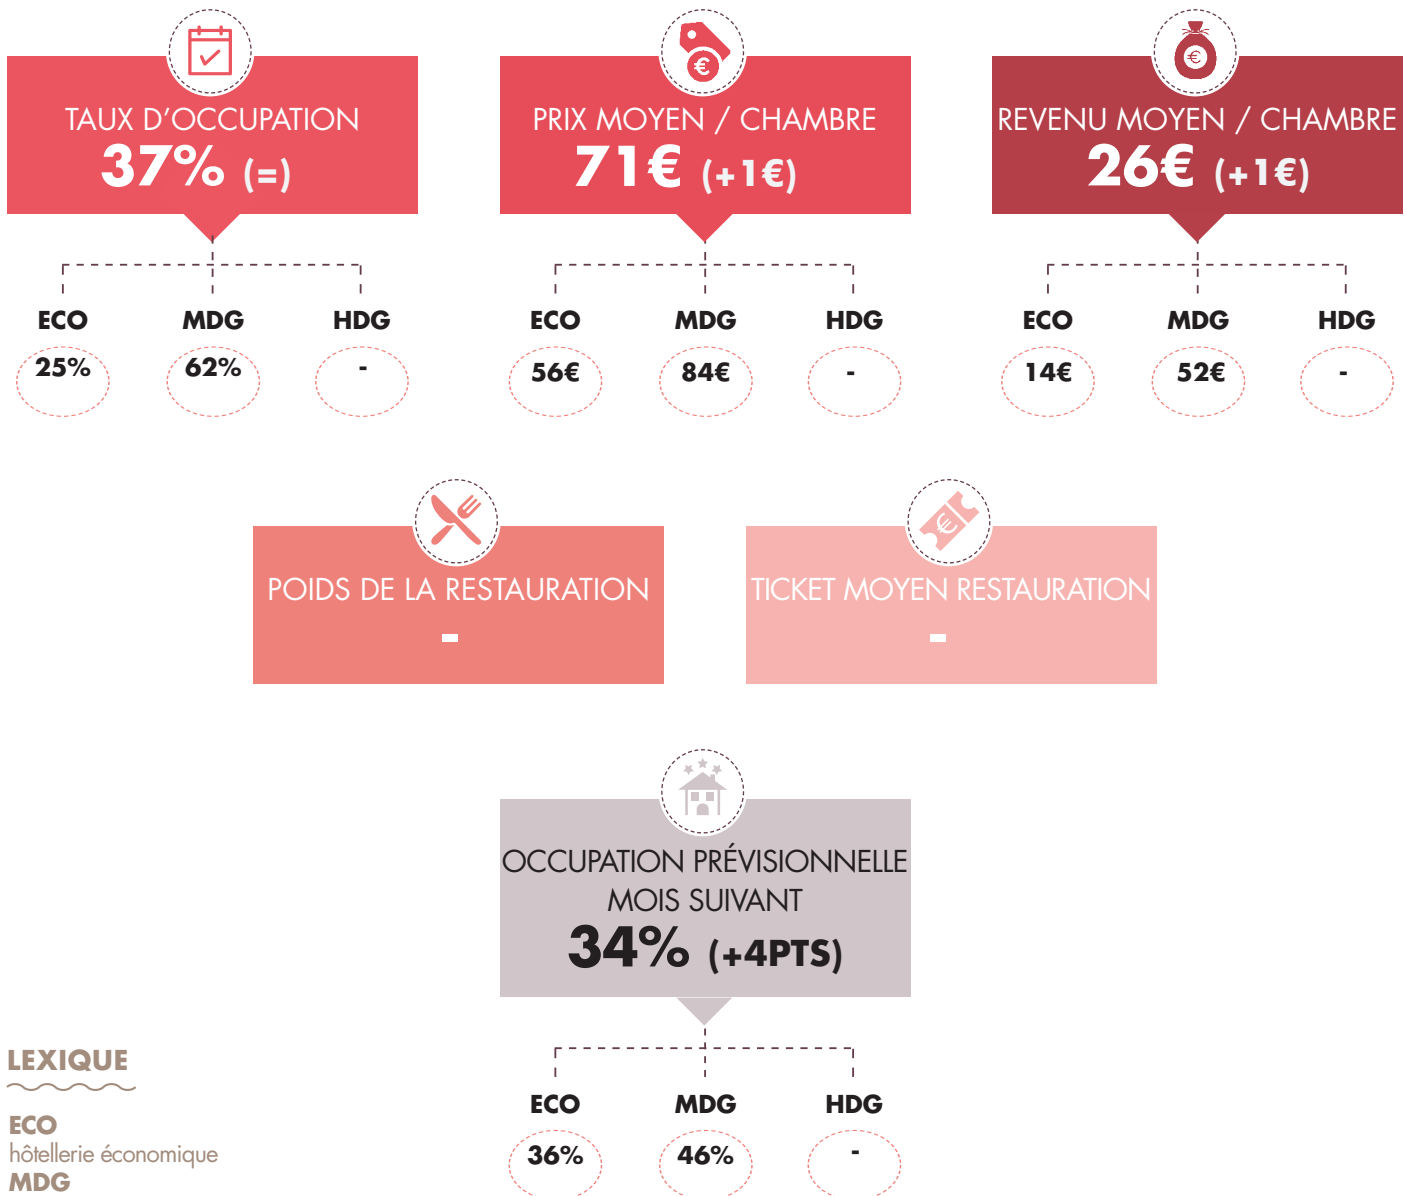 TAUX D'OCCUPATION
37% (=)
ECO MDG HDG
25% 62% -
PRIX MOYEN / CHAMBRE
71€ (+1€)
ECO MDG HDG
56€ 84€ -
REVENU MOYEN / CHAMBRE
26€ (+1€)
ECO MDG HDG
14€ 52€ -
POIDS DE LA RESTAURATION
-
TICKET MOYEN RESTAURATION
-
OCCUPATION PRÉVISIONNELLE
MOIS SUIVANT
34% (+4PTS)
ECO MDG HDG
36% 46% -
LEXIQUE
ECO
hôtellerie économique
MDG